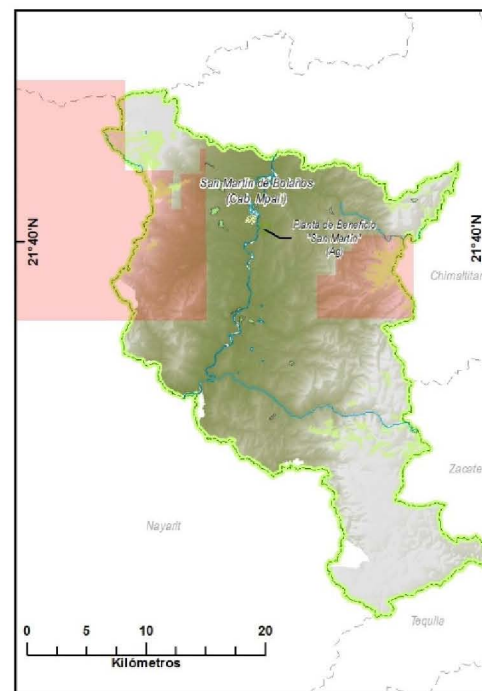 San Martín de Bolaños
(Cab. Mpal.)
Planta de Beneficio
"San Martín"
(Ag)
21°40'N
21°40'N
Chimaltitán
Zacate
Nayarit
Tequila
0 5 10 20
Kilómetros